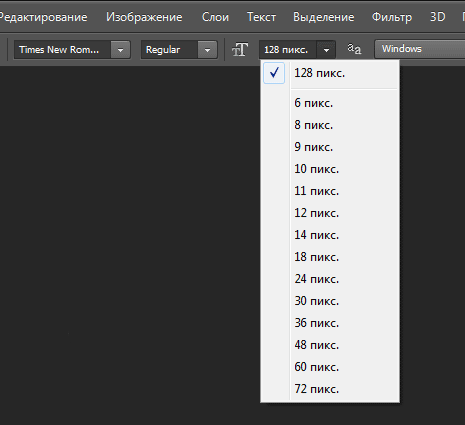 Редактирование Изображение Слои Текст Выделение Фильтр 3D
Times New Rom... Regular TT 128 пикс. aa Windows
128 пикс.
6 пикс.
8 пикс.
9 пикс.
10 пикс.
11 пикс.
12 пикс.
14 пикс.
18 пикс.
24 пикс.
30 пикс.
36 пикс.
48 пикс.
60 пикс.
72 пикс.